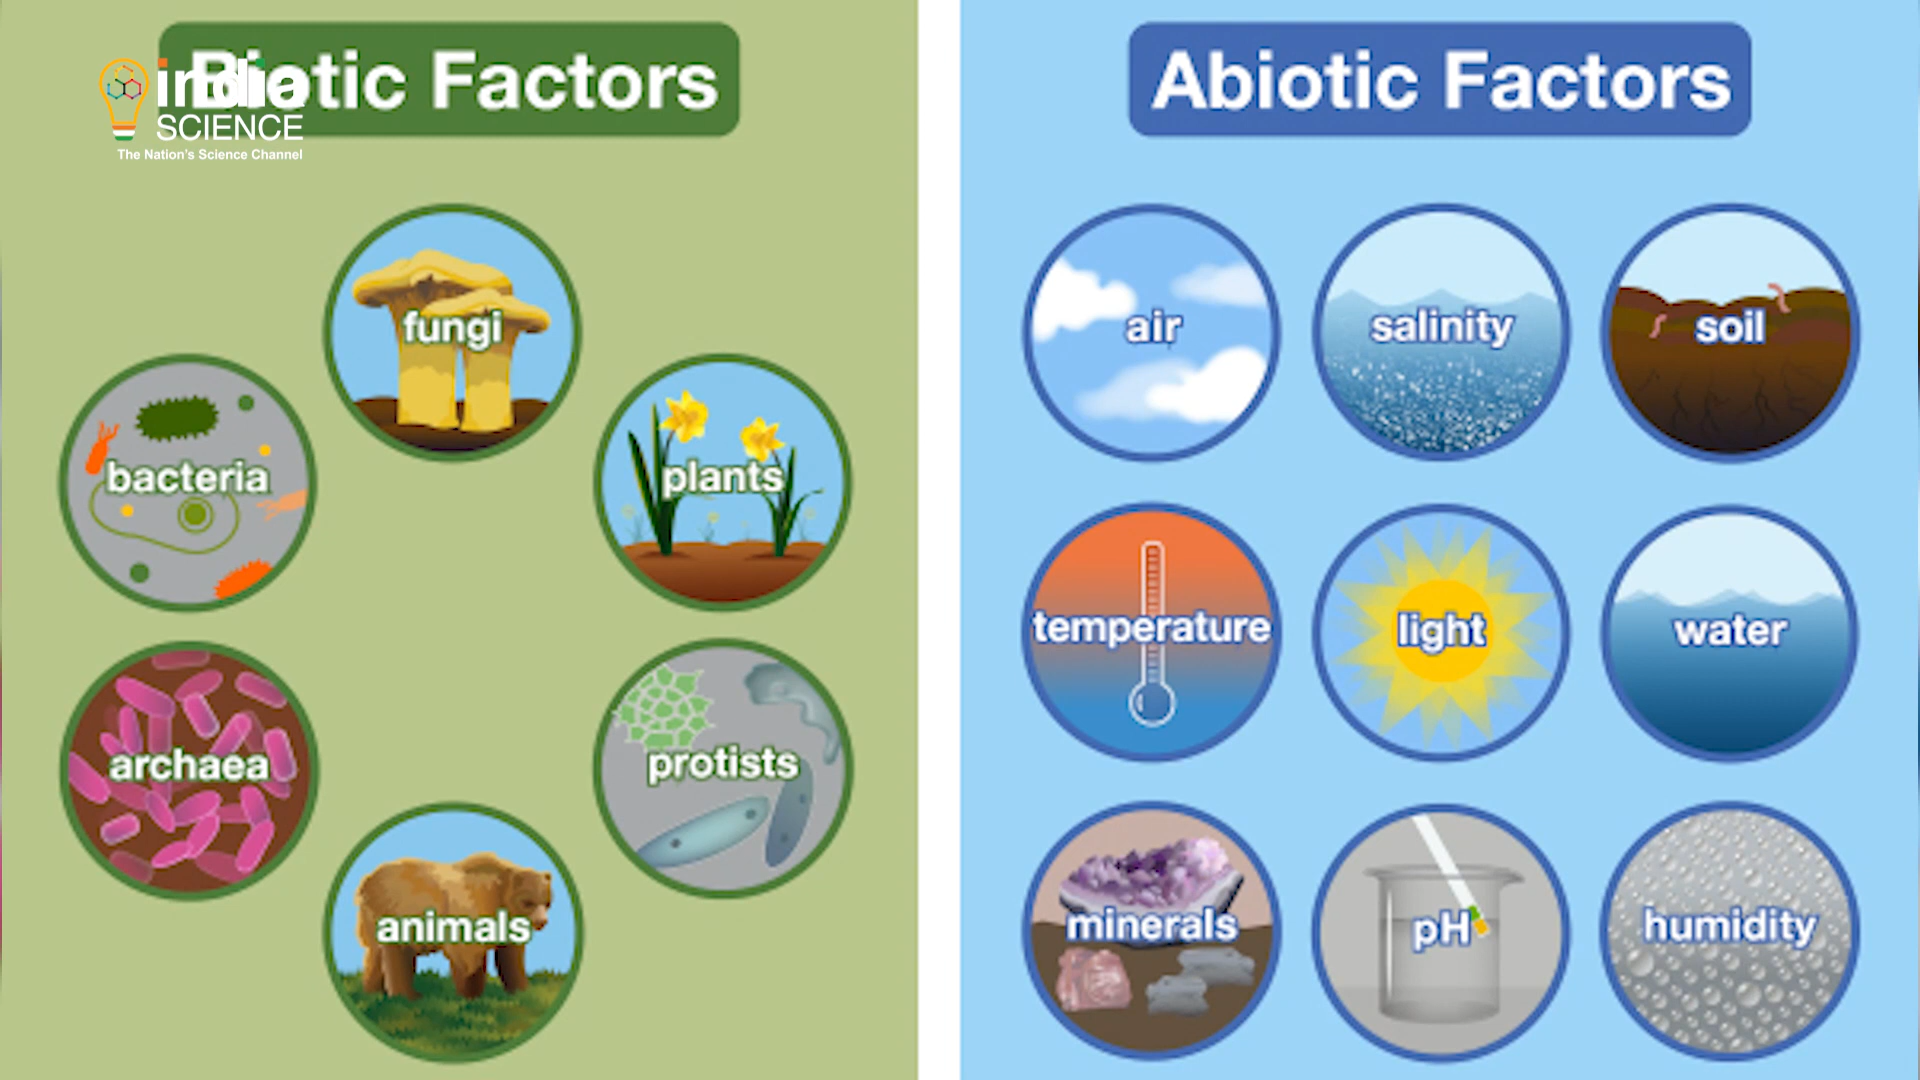 Biotic Factors
india
SCIENCE
The Nation's Science Channel
fungi
bacteria
plants
archaea
protists
animals
Abiotic Factors
air
salinity
soil
temperature
light
water
minerals
pH
humidity